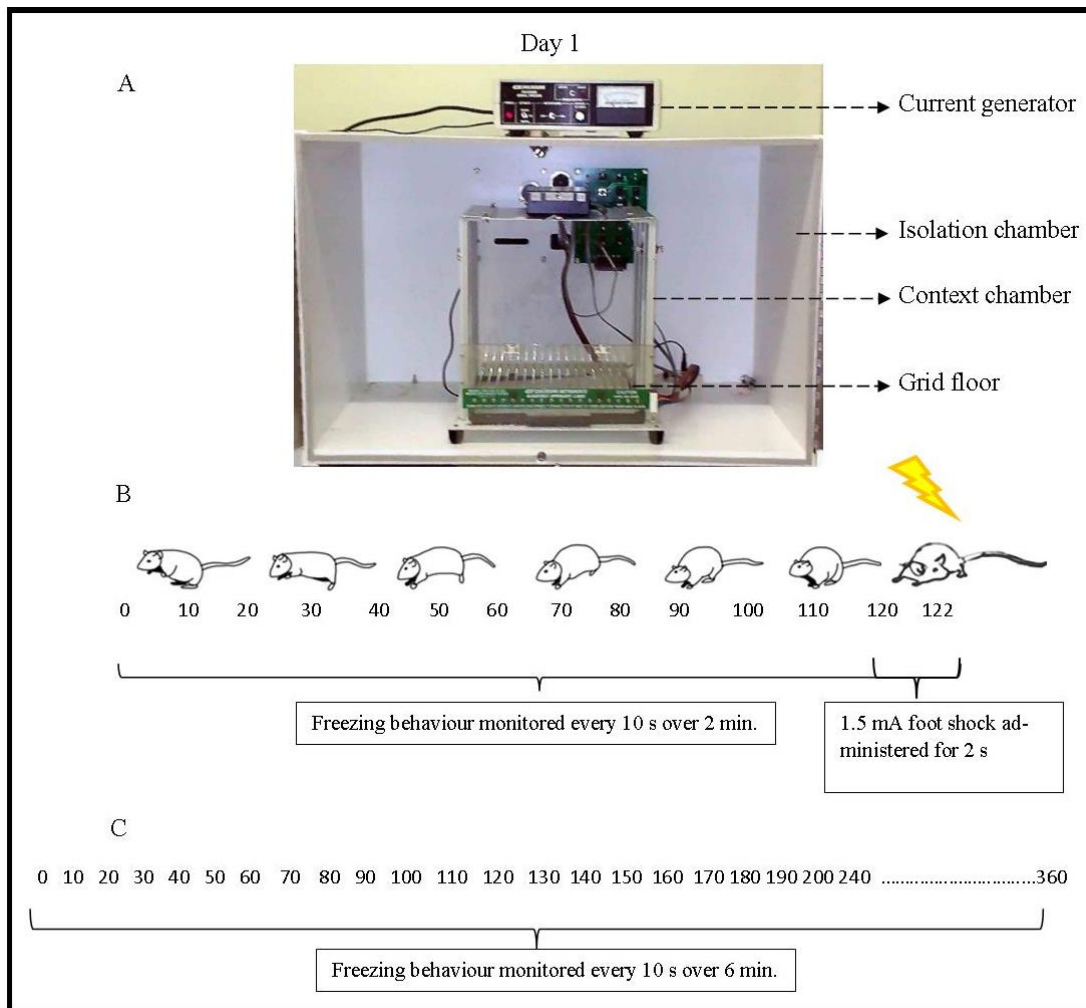 Day 1
A
Current generator
Isolation chamber
Context chamber
Grid floor
B
0 10 20 30 40 50 60 70 80 90 100 110 120 122
Freezing behaviour monitored every 10 s over 2 min.
1.5 mA foot shock ad-
ministered for 2 s
C
0 10 20 30 40 50 60 70 80 90 100 110 120 130 140 150 160 170 180 190 200 240 ....................................360
Freezing behaviour monitored every 10 s over 6 min.